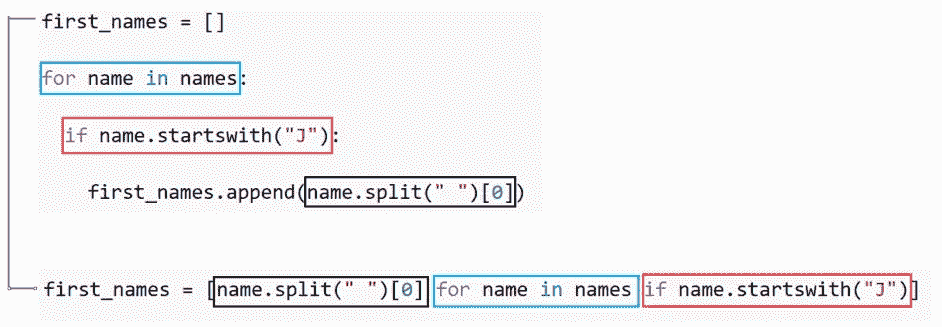 first_names = []
for name in names:
if name.startswith("J"):
first_names.append(name.split(" ")[0])
first_names = [name.split(" ")[0] for name in names if name.startswith("J")]